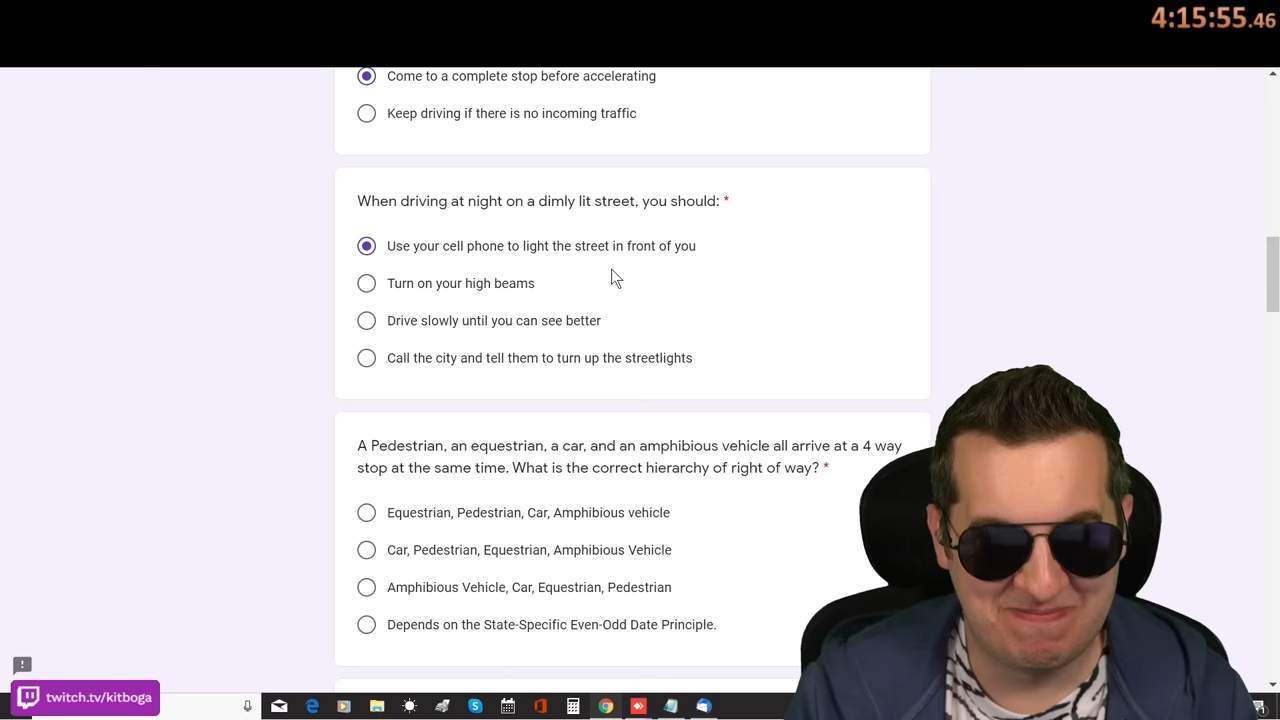 4:15:55.46
Come to a complete stop before accelerating
Keep driving if there is no incoming traffic
When driving at night on a dimly lit street, you should: *
Use your cell phone to light the street in front of you
Turn on your high beams
Drive slowly until you can see better
Call the city and tell them to turn up the streetlights
A Pedestrian, an equestrian, a car, and an amphibious vehicle all arrive at a 4 way
stop at the same time. What is the correct hierarchy of right of way? *
Equestrian, Pedestrian, Car, Amphibious vehicle
Car, Pedestrian, Equestrian, Amphibious Vehicle
Amphibious Vehicle, Car, Equestrian, Pedestrian
Depends on the State-Specific Even-Odd Date Principle.
twitch.tv/kitboga